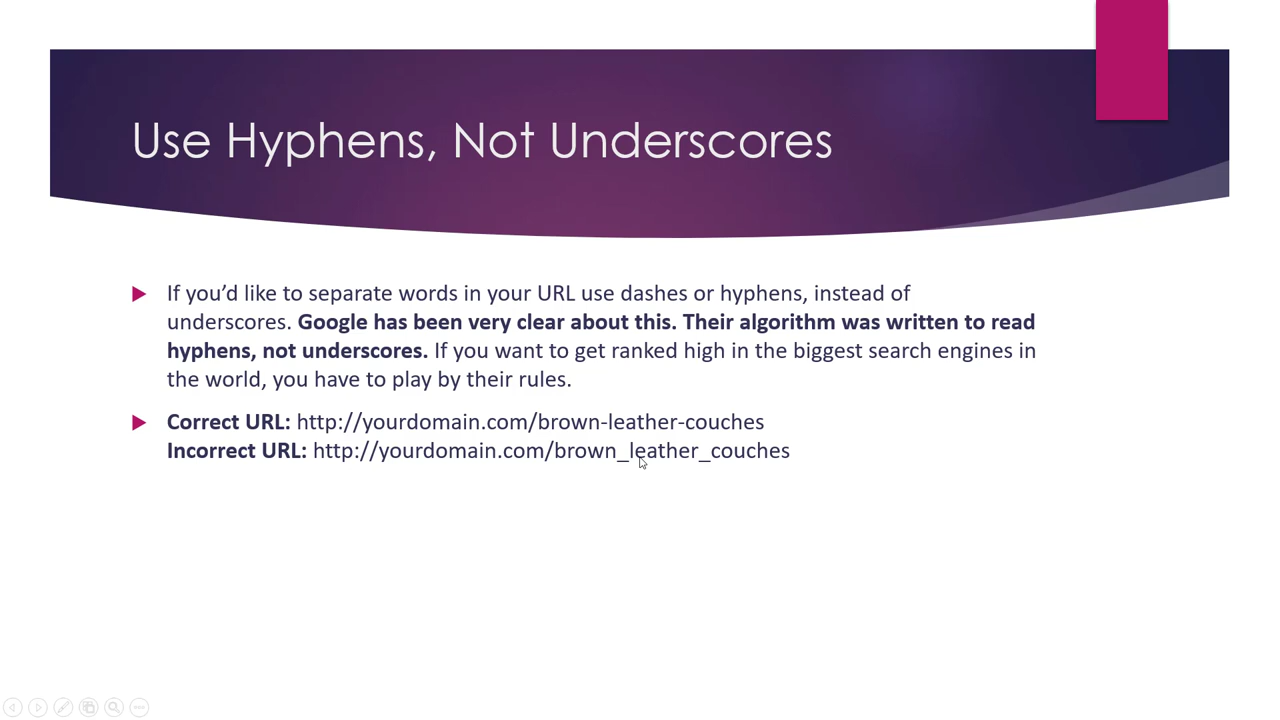 Use Hyphens, Not Underscores
If you’d like to separate words in your URL use dashes or hyphens, instead of
underscores. Google has been very clear about this. Their algorithm was written to read
hyphens, not underscores. If you want to get ranked high in the biggest search engines in
the world, you have to play by their rules.
Correct URL: http://yourdomain.com/brown-leather-couches
Incorrect URL: http://yourdomain.com/brown_leather_couches